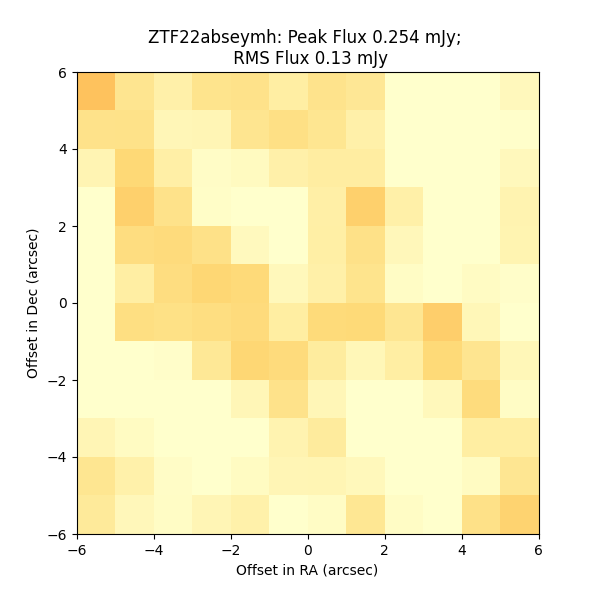 ZTF22abseymh: Peak Flux 0.254 mJy;
RMS Flux 0.13 mJy
6
4
2
0
−2
−4
−6
Offset in Dec (arcsec)
−6 −4 −2 0 2 4 6
Offset in RA (arcsec)